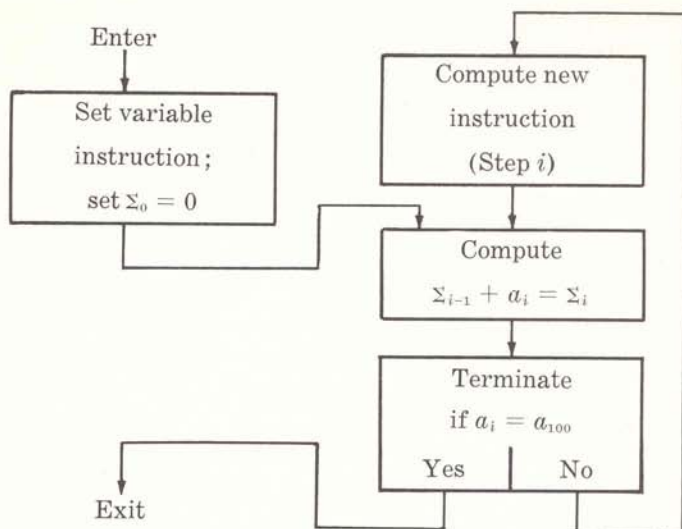 Enter
Set variable
instruction;
set Σ₀ = 0
Compute new
instruction
(Step i)
Compute
Σᵢ₋₁ + aᵢ = Σᵢ
Terminate
if aᵢ = a₁₀₀
Yes
No
Exit